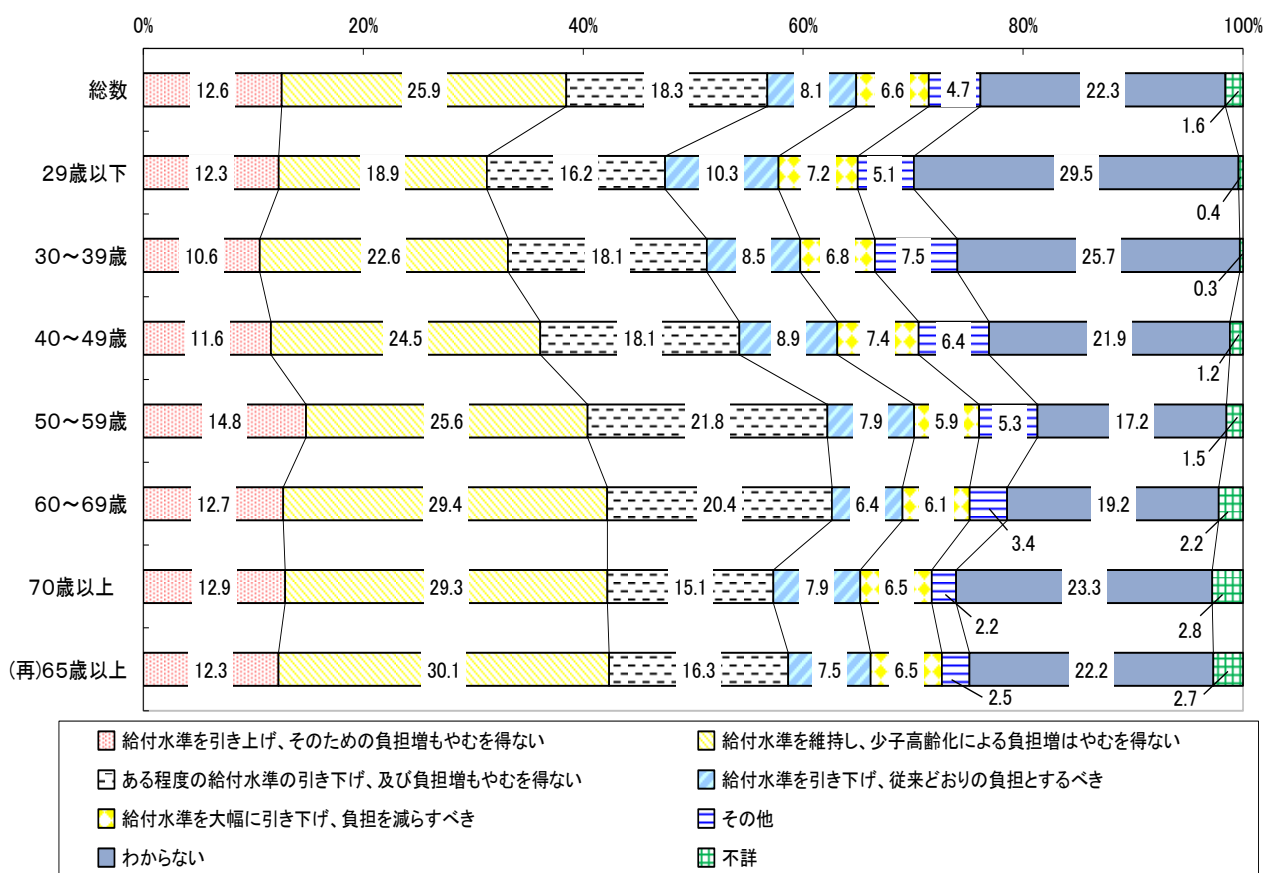 0% 20% 40% 60% 80% 100%
総数 12.6 25.9 18.3 8.1 6.6 4.7 22.3
1.6
29歳以下 12.3 18.9 16.2 10.3 7.2 5.1 29.5
0.4
30～39歳 10.6 22.6 18.1 8.5 6.8 7.5 25.7
0.3
40～49歳 11.6 24.5 18.1 8.9 7.4 6.4 21.9
1.2
50～59歳 14.8 25.6 21.8 7.9 5.9 5.3 17.2
1.5
60～69歳 12.7 29.4 20.4 6.4 6.1 19.2
3.4 2.2
70歳以上 12.9 29.3 15.1 7.9 6.5 23.3
2.2 2.8
(再)65歳以上 12.3 30.1 16.3 7.5 6.5 22.2
2.5 2.7
給付水準を引き上げ、そのための負担増もやむを得ない 給付水準を維持し、少子高齢化による負担増はやむを得ない
ある程度の給付水準の引き下げ、及び負担増もやむを得ない 給付水準を引き下げ、従来どおりの負担とするべき
給付水準を大幅に引き下げ、負担を減らすべき その他
わからない 不詳